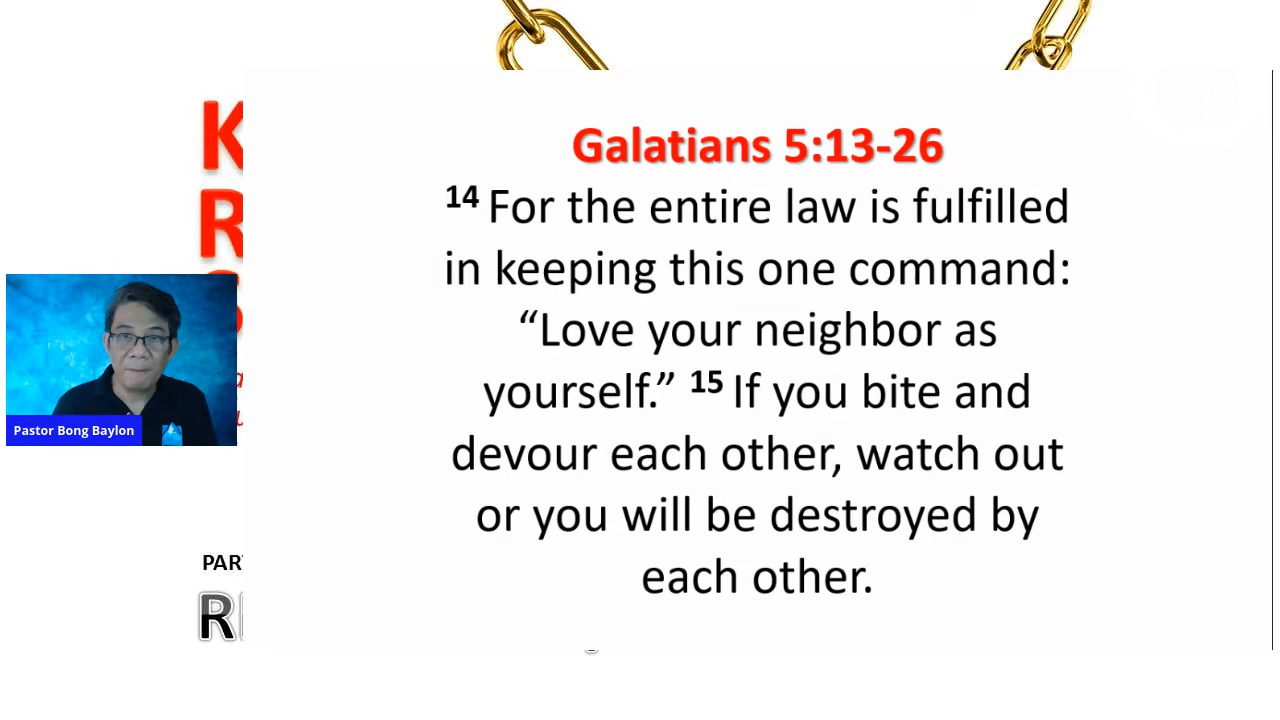 Galatians 5:13-26
14 For the entire law is fulfilled
in keeping this one command:
“Love your neighbor as
yourself.” 15 If you bite and
devour each other, watch out
or you will be destroyed by
each other.
Pastor Bong Baylon